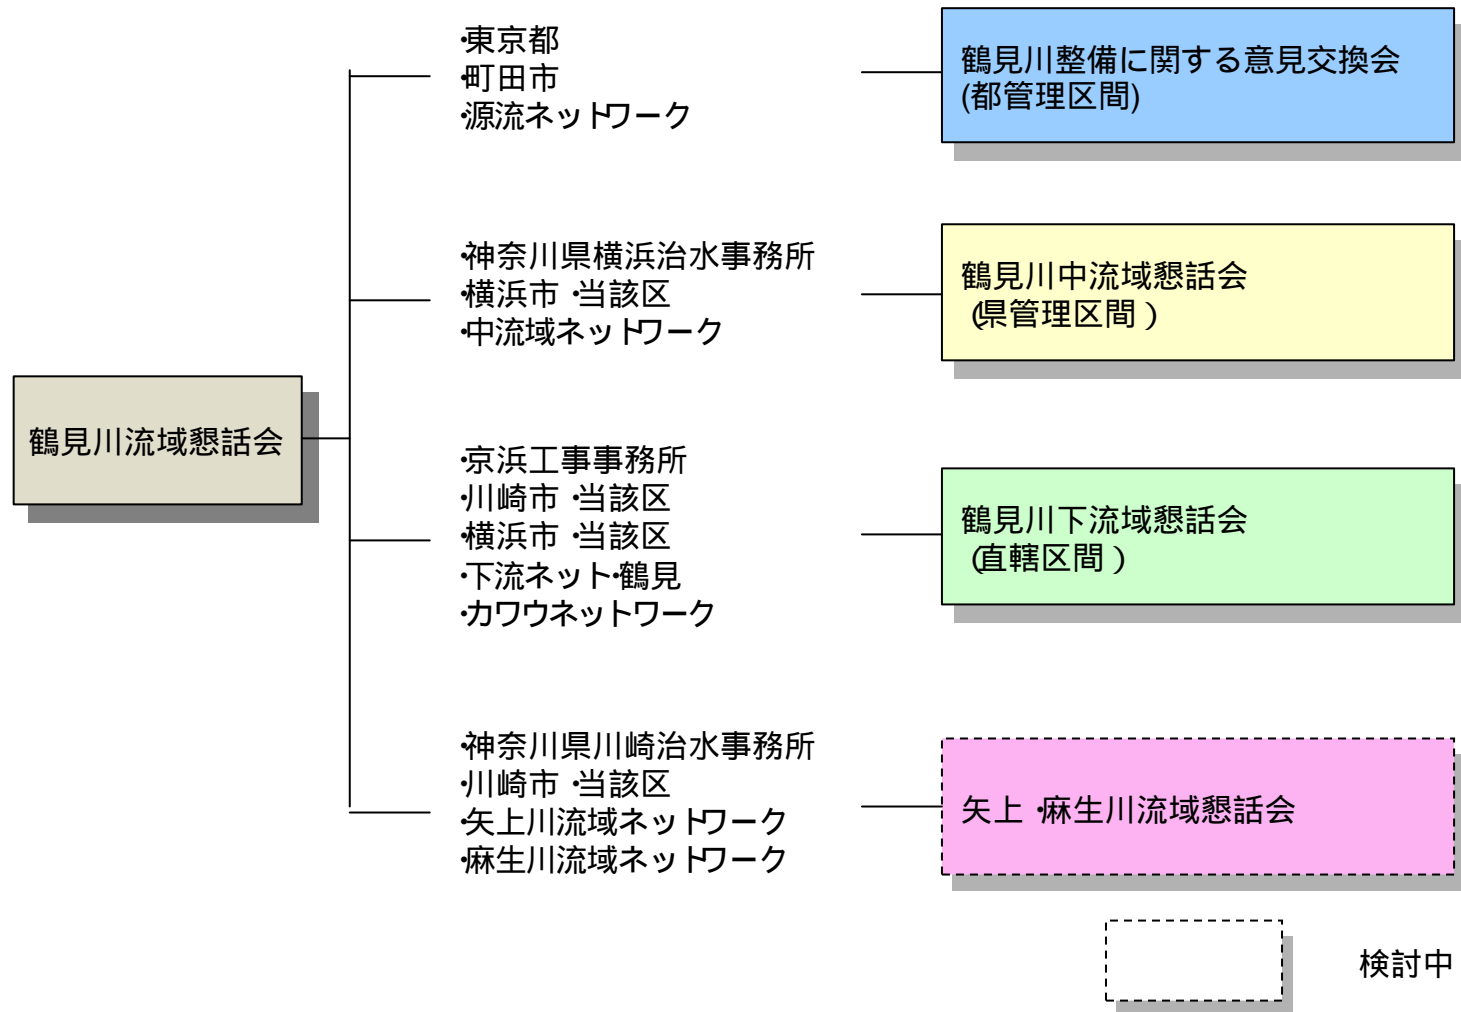 ・東京都
・町田市
・源流ネットワーク
鶴見川整備に関する意見交換会
(都管理区間)
・神奈川県横浜治水事務所
・横浜市・当該区
・中流域ネットワーク
鶴見川中流域懇話会
(県管理区間)
鶴見川流域懇話会
・京浜工事事務所
・川崎市・当該区
・横浜市・当該区
・下流ネット・鶴見
・カワウネットワーク
鶴見川下流域懇話会
(直轄区間)
・神奈川県川崎治水事務所
・川崎市・当該区
・矢上川流域ネットワーク
・麻生川流域ネットワーク
矢上・麻生川流域懇話会
検討中